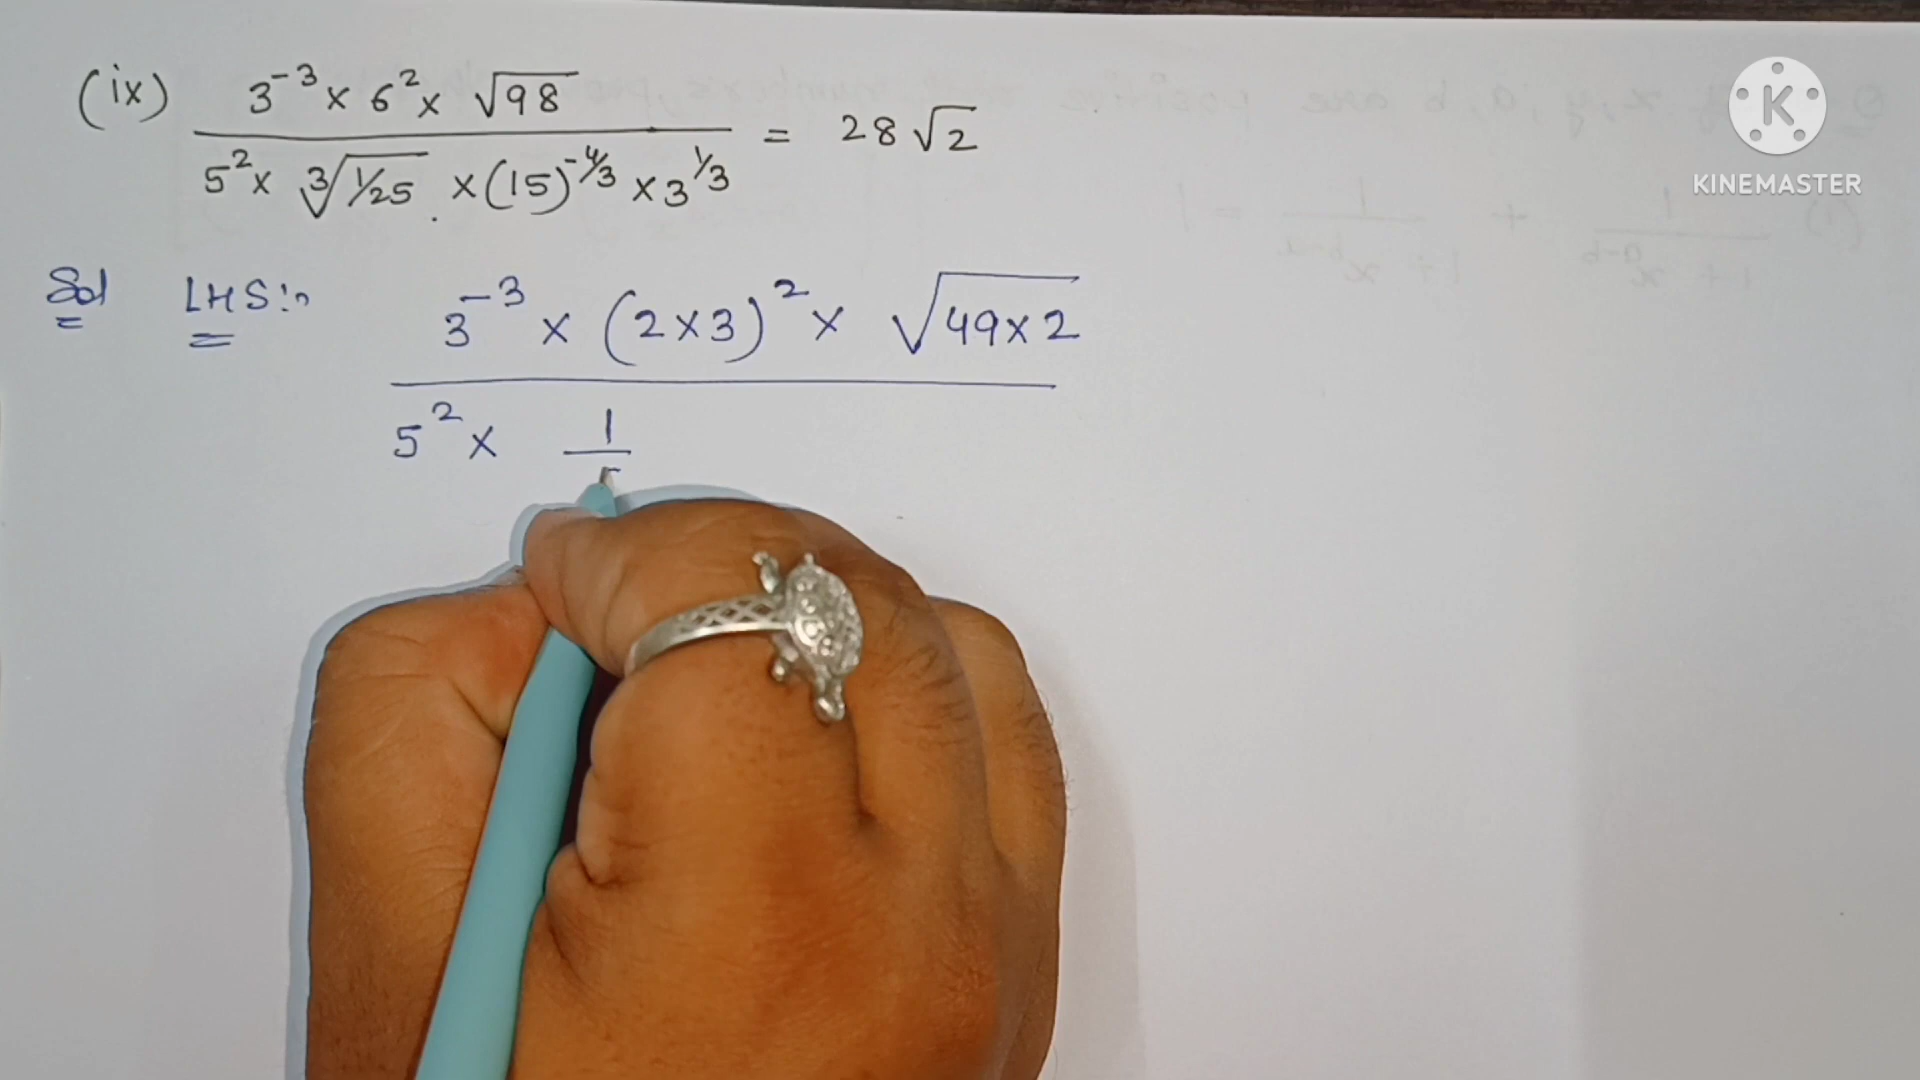 (ix) 3⁻³ × 6² × √98 / 5² × ∛(1/25) × (15)^(-4/3) × 3^(1/3) = 28√2
KINEMASTER
Sol LHS:- 3⁻³ × (2×3)² × √(49×2)
5² × 1/